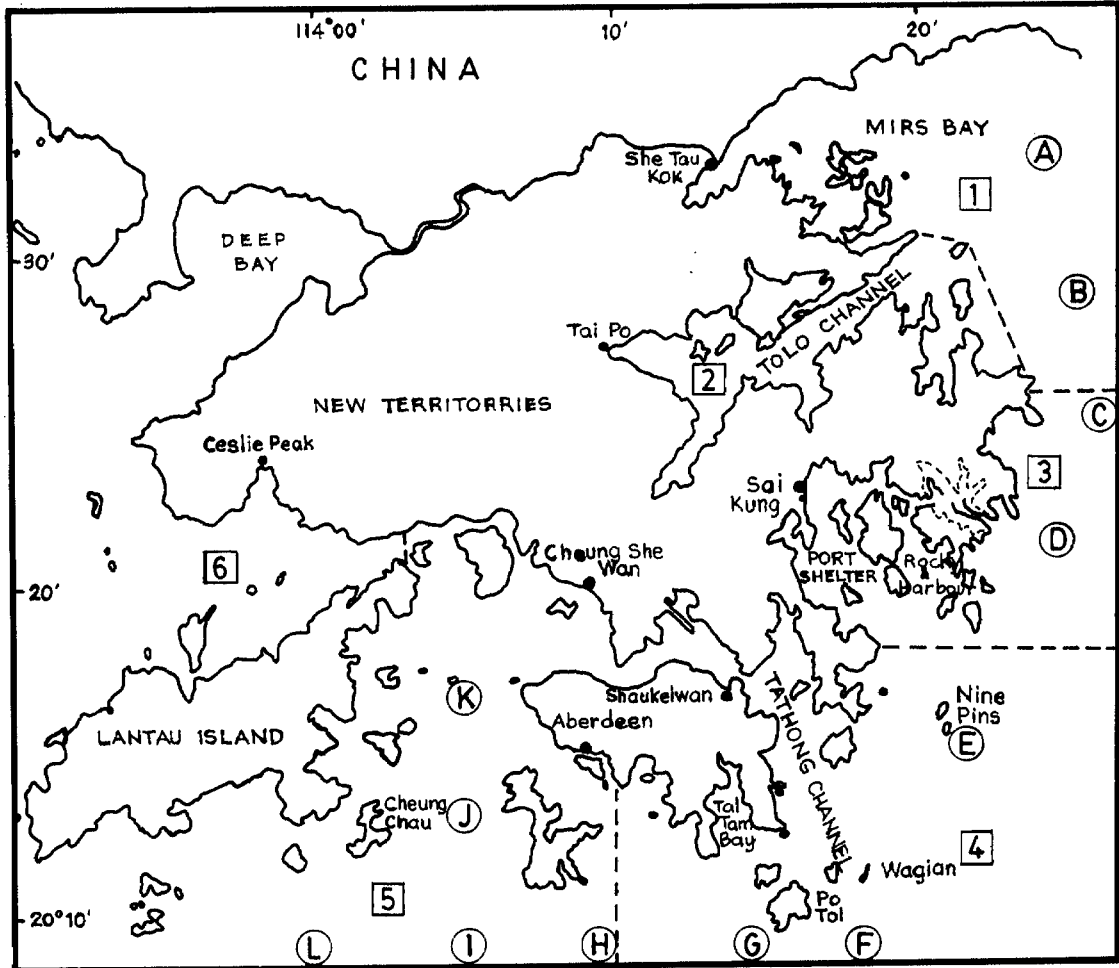 114°00'
10'
20'
CHINA
MIRS BAY
She Tau
KOK
A
1
DEEP
BAY
30'
B
TOLO CHANNEL
Tai Po
2
NEW TERRITORRIES
C
Ceslie Peak
3
Sai
Kung
D
6
Cheung She
Wan
PORT
SHELTER
Rocky
Harbour
20'
K
Shaukelwan
TATHONG CHANNEL
Nine
Pins
E
LANTAU ISLAND
Aberdeen
Cheung
Chau
J
Tai
Tam
Bay
4
Wagian
5
Po
Toi
20°10'
L
I
H
G
F